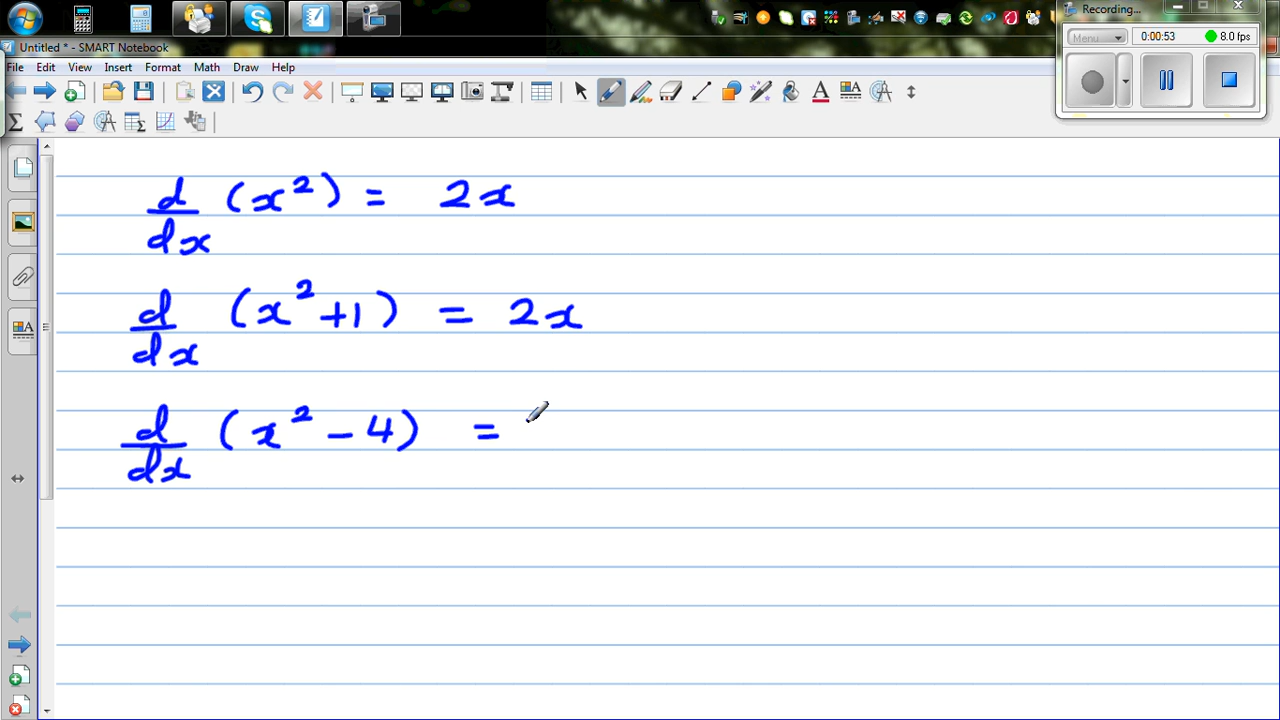 Recording...
Menu
0:00:53
8.0 fps
Untitled * - SMART Notebook
File Edit View Insert Format Math Draw Help
d/dx (x² ) = 2x
d/dx (x² +1) = 2x
d/dx (x² - 4) =